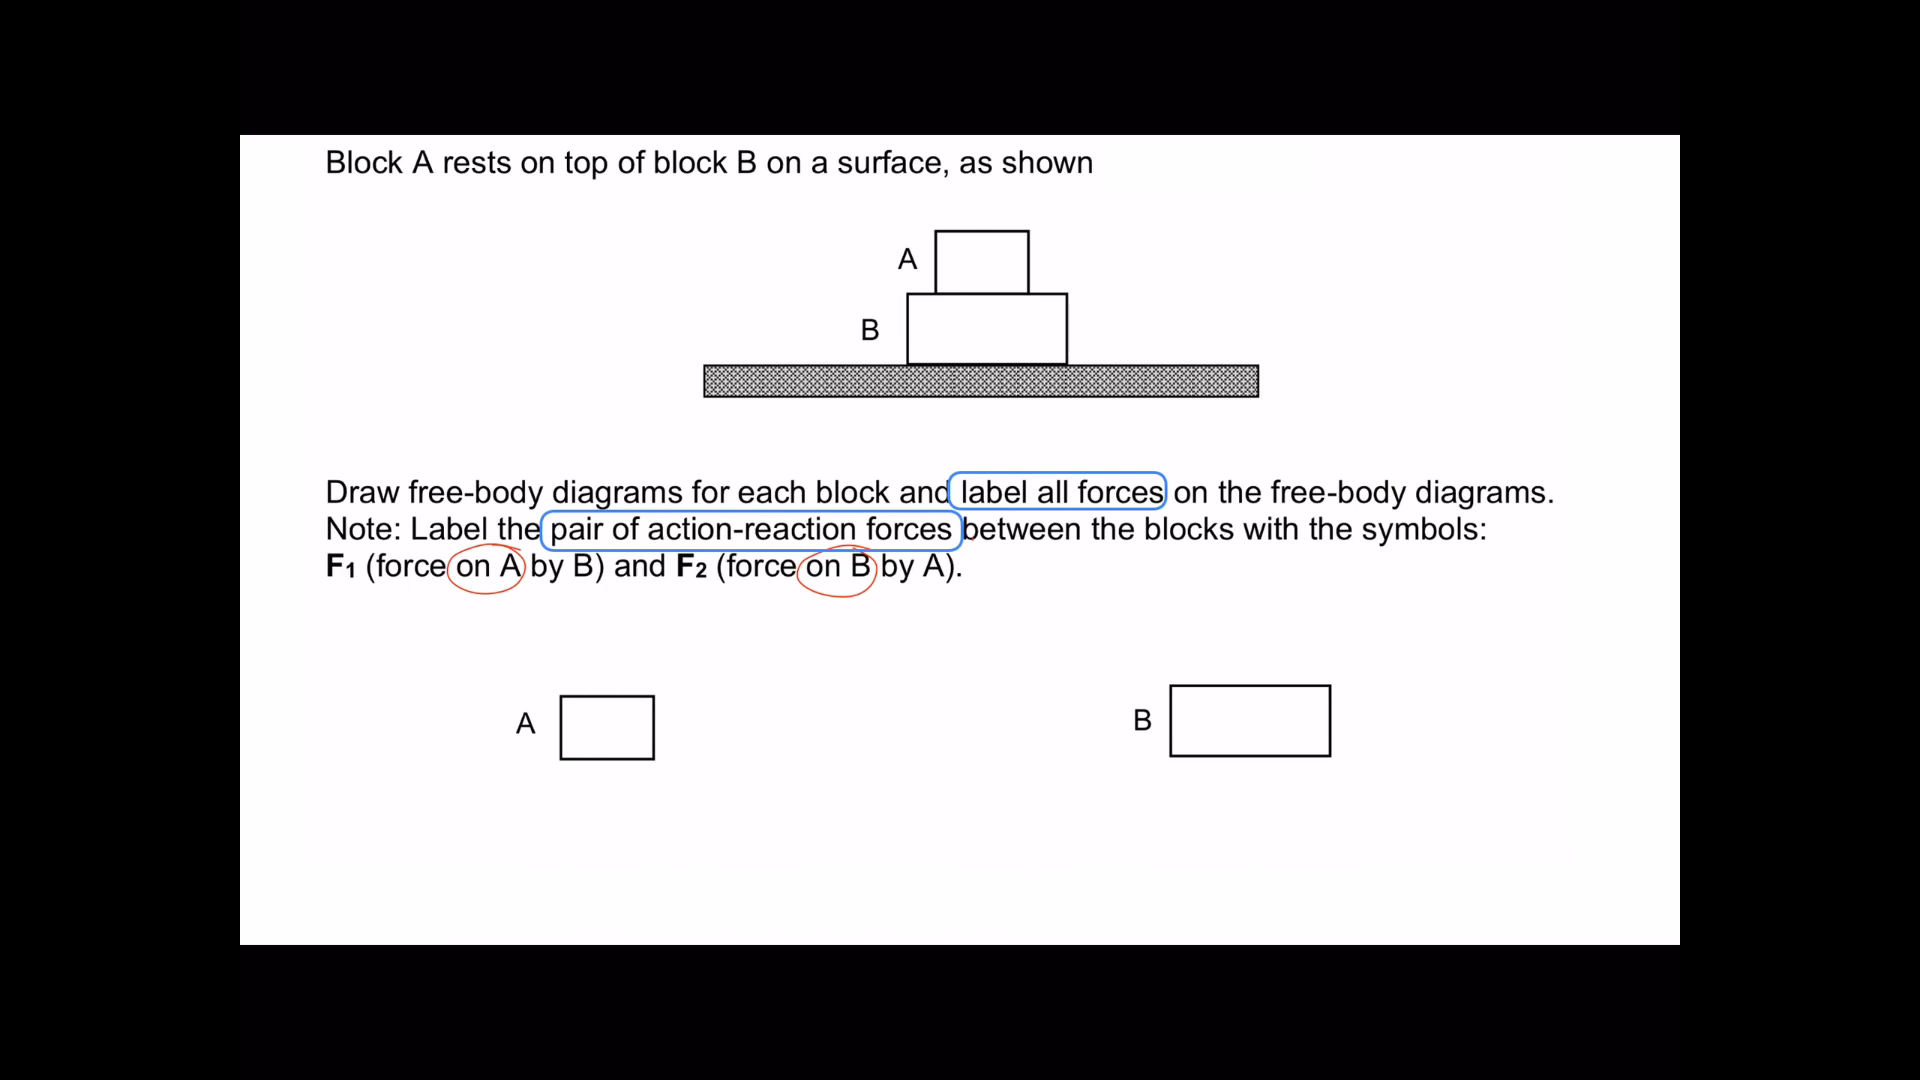 Block A rests on top of block B on a surface, as shown
A
B
Draw free-body diagrams for each block and label all forces on the free-body diagrams.
Note: Label the pair of action-reaction forces between the blocks with the symbols:
F₁ (force on A by B) and F₂ (force on B by A).
A
B